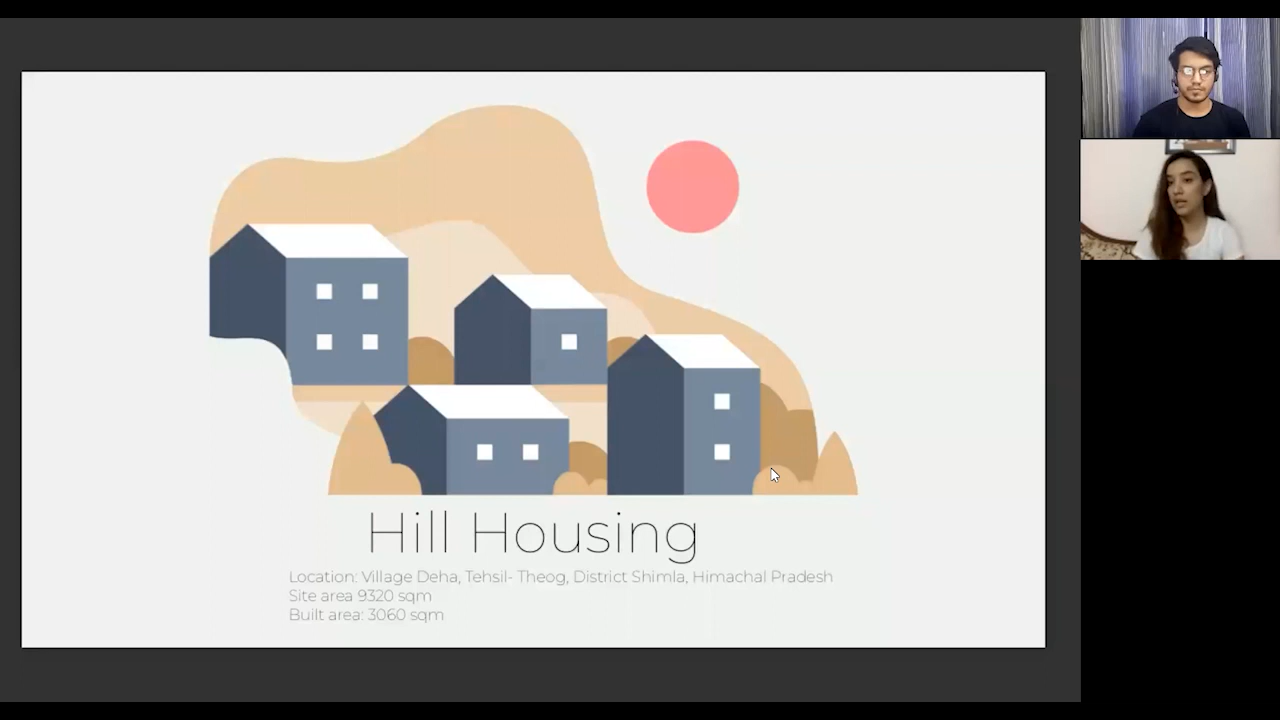 Hill Housing
Location: Village Deha, Tehsil- Theog, District Shimla, Himachal Pradesh
Site area 9320 sqm
Built area: 3060 sqm